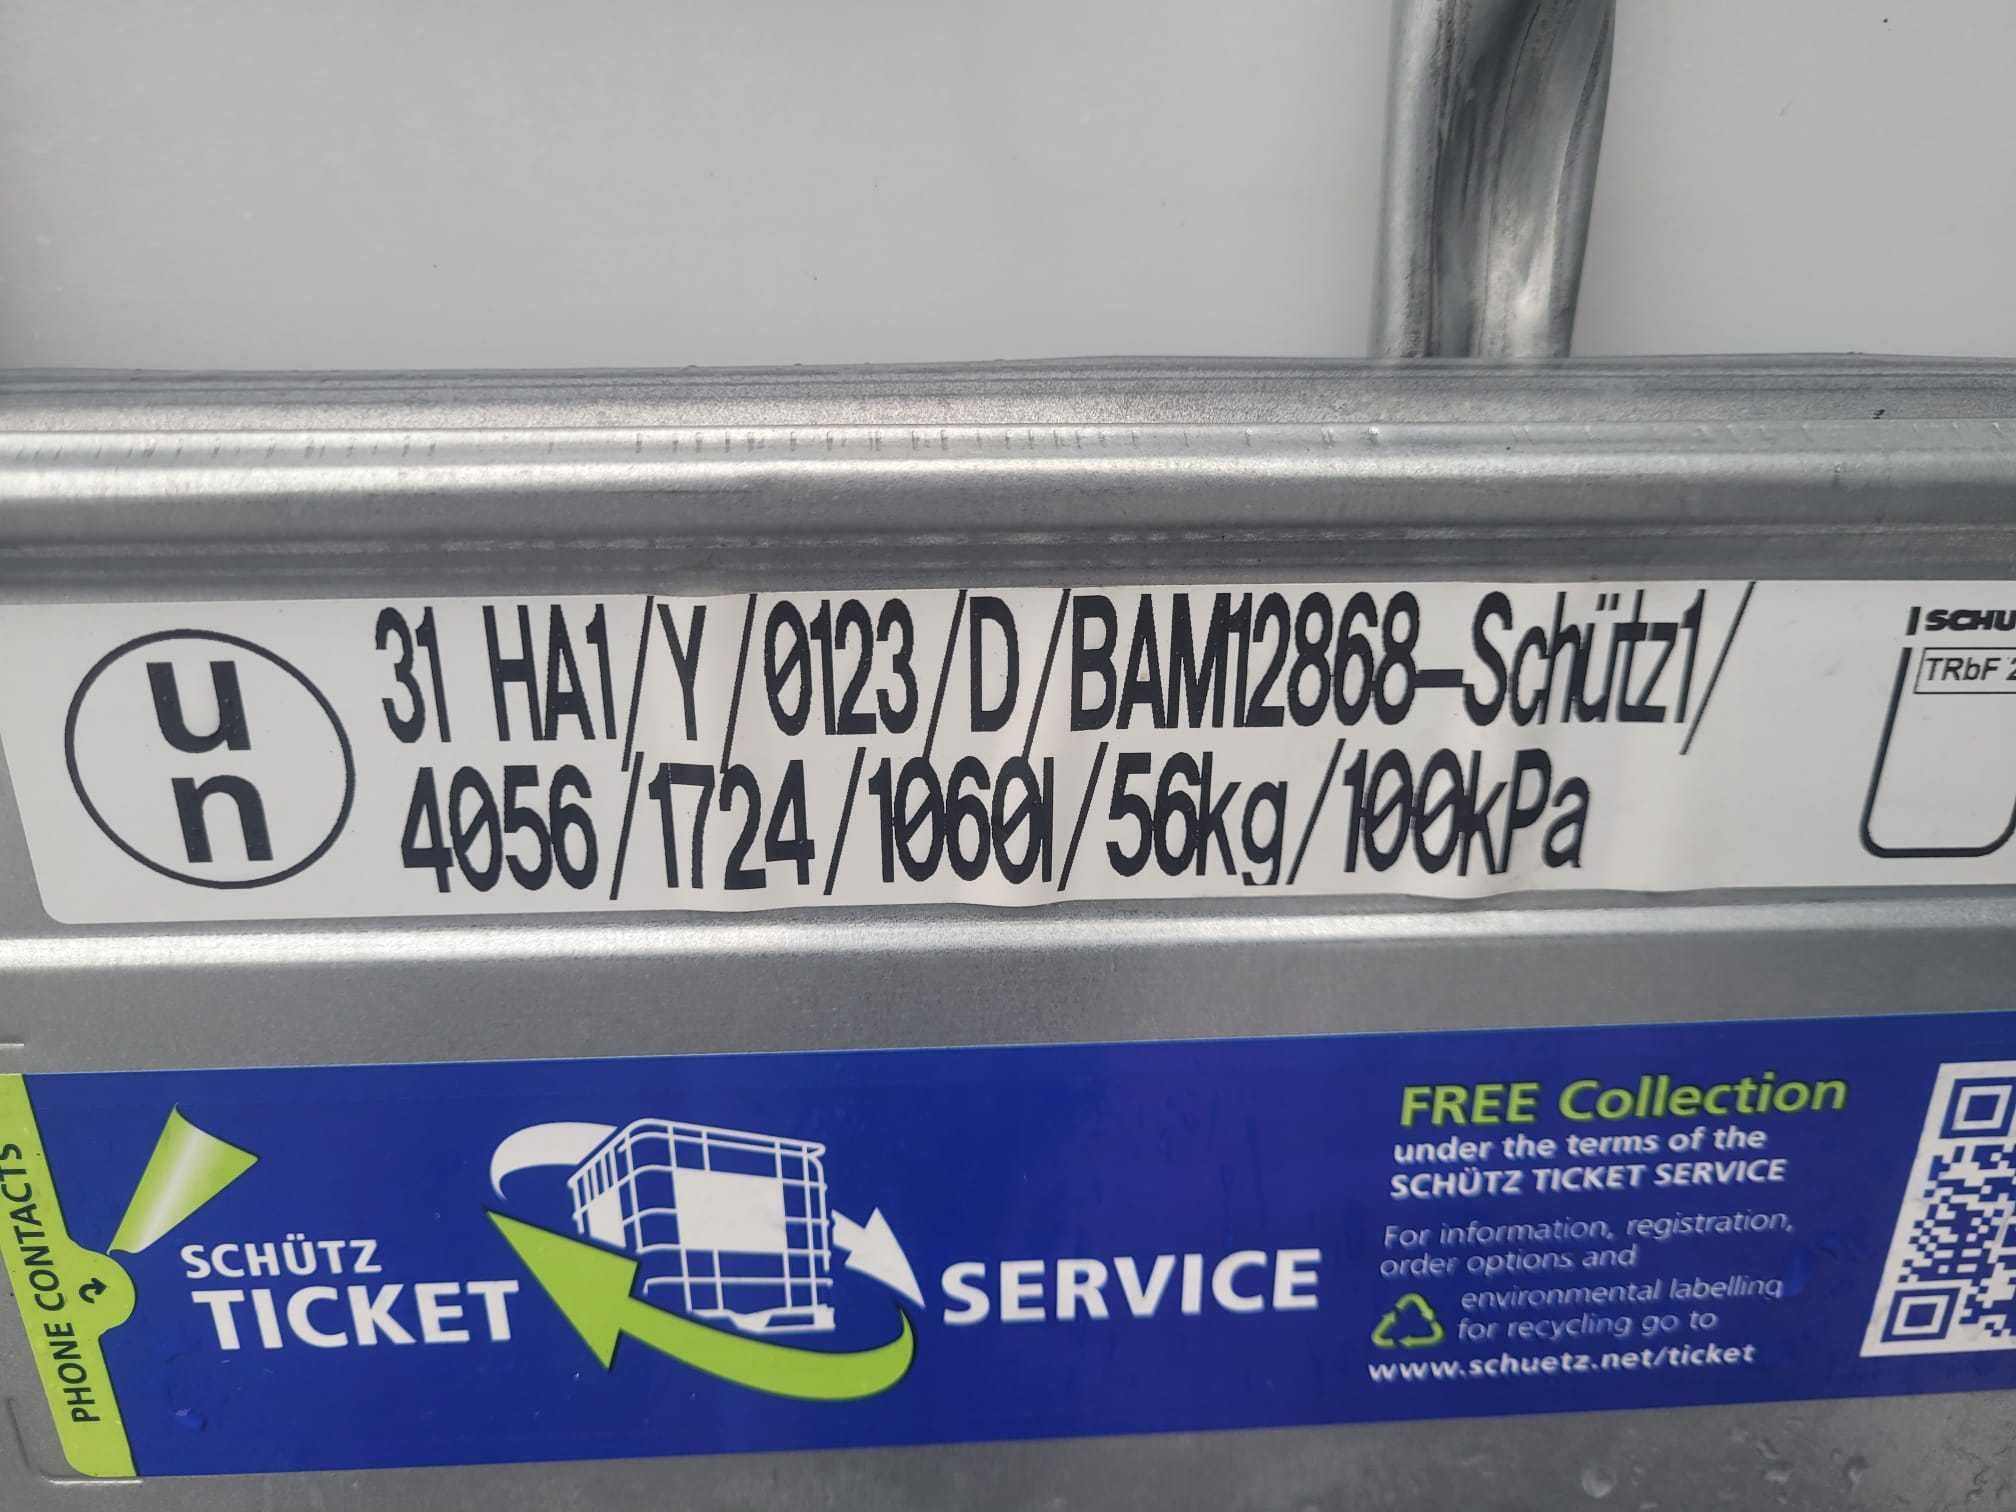 un
31 HA1/Y/0123/D/BAM12868-Schütz1/
4056/1724/1060l/56kg/100kPa
SCHU
TRbF 2
PHONE CONTACTS
SCHÜTZ
TICKET SERVICE
FREE Collection
under the terms of the
SCHÜTZ TICKET SERVICE
For information, registration,
order options and
environmental labelling
for recycling go to
www.schuetz.net/ticket